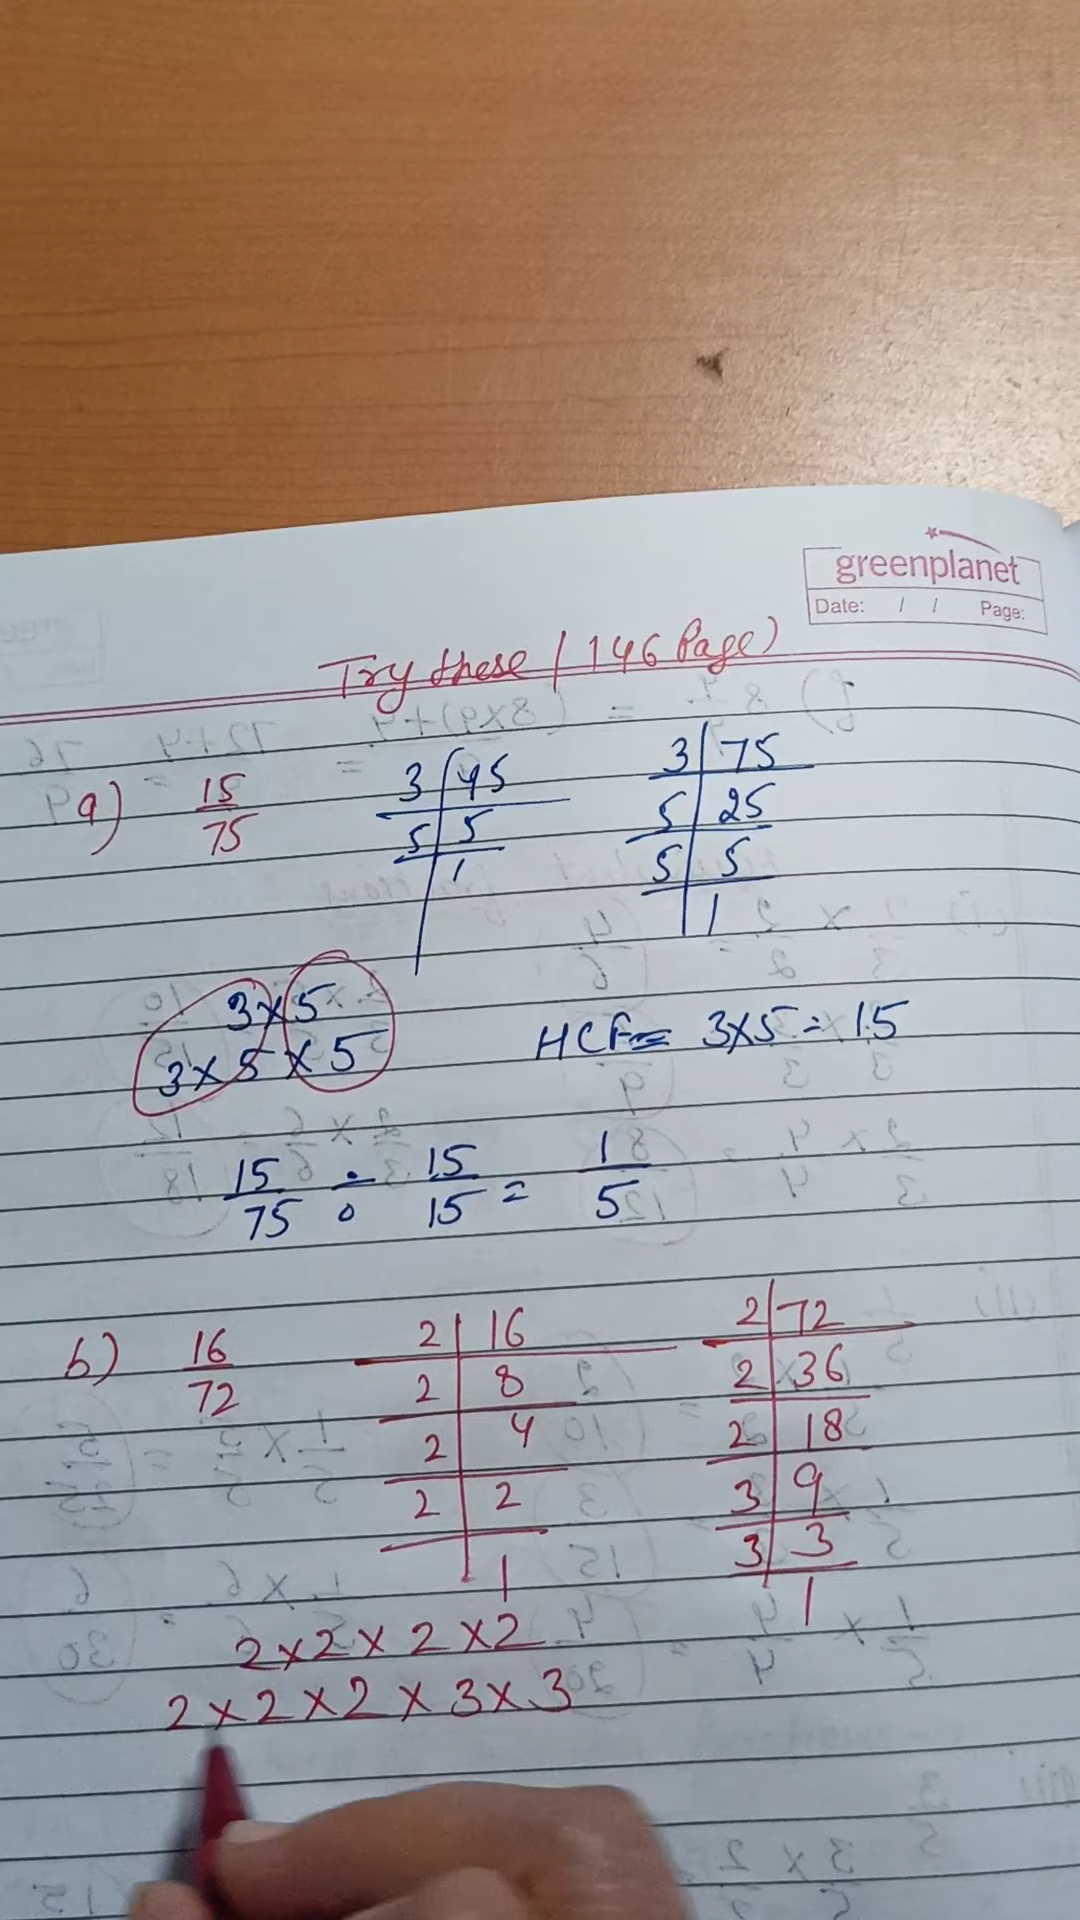 greenplanet
Date: / / Page:
Try these (146 Page)
a) 15/75
3 | 45
5 | 5
1
3 | 75
5 | 25
5 | 5
1
3×5
3×5×5
HCF = 3×5 = 15
15/75 ÷ 15/15 = 1/5
b) 16/72
2 | 16
2 | 8
2 | 4
2 | 2
1
2 | 72
2 | 36
2 | 18
3 | 9
3 | 3
1
2×2×2×2
2×2×2×3×3